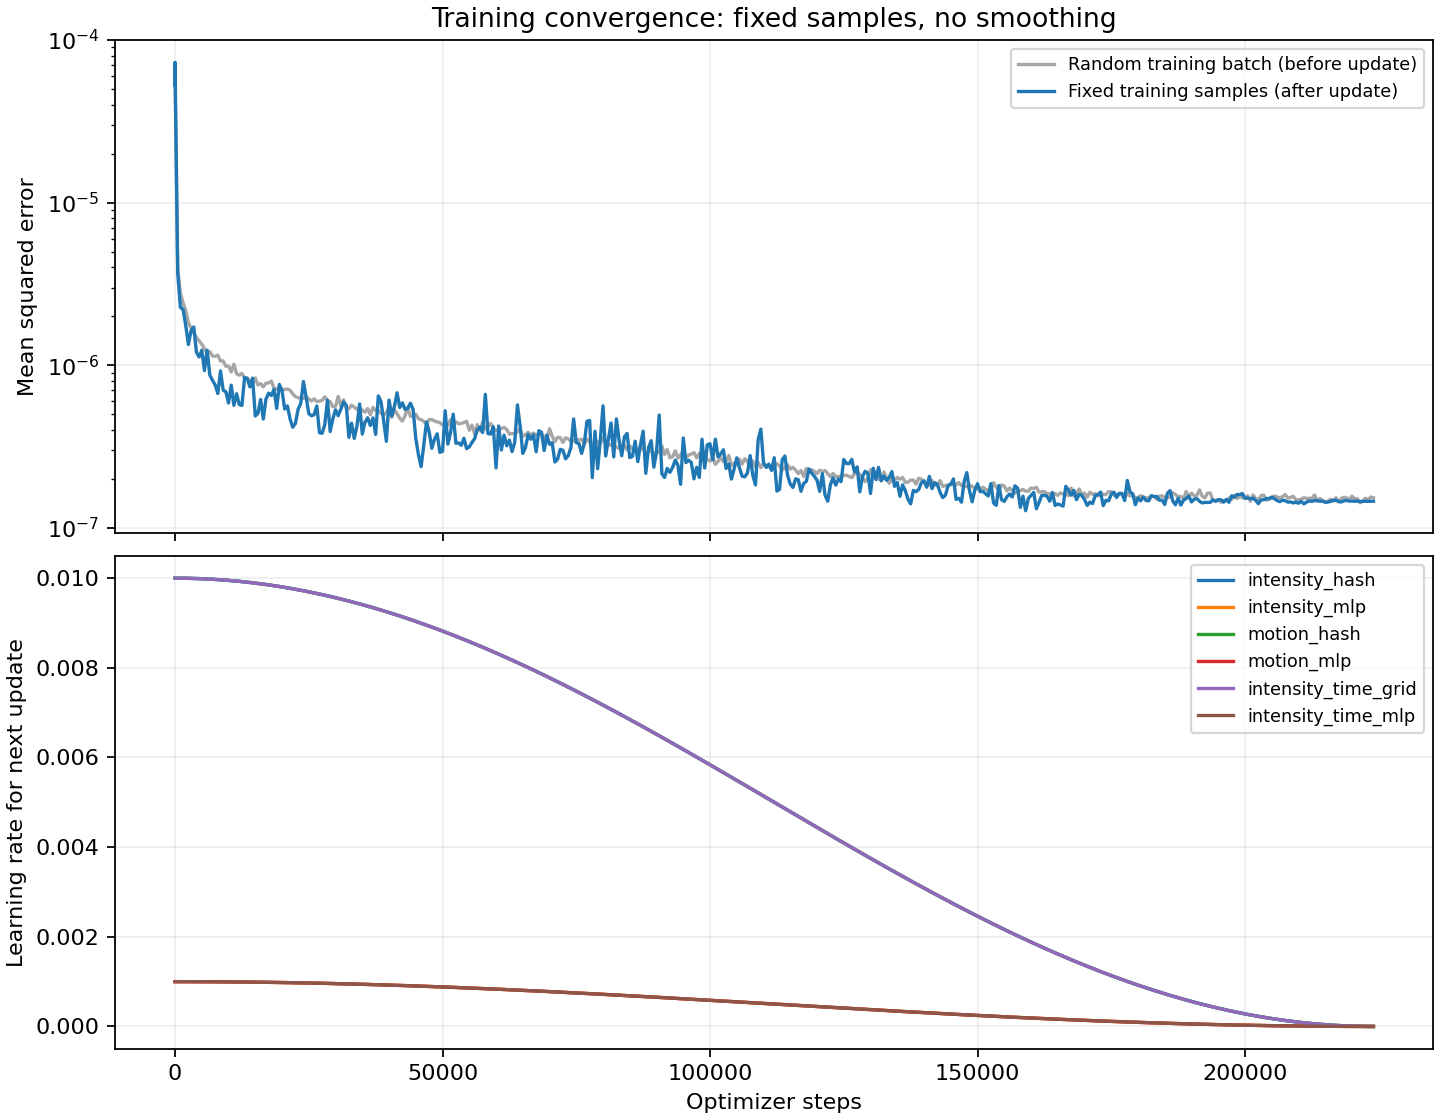 Training convergence: fixed samples, no smoothing
Mean squared error
10⁻⁴
10⁻⁵
10⁻⁶
10⁻⁷
Random training batch (before update)
Fixed training samples (after update)
Learning rate for next update
0.010
0.008
0.006
0.004
0.002
0.000
intensity_hash
intensity_mlp
motion_hash
motion_mlp
intensity_time_grid
intensity_time_mlp
0 50000 100000 150000 200000
Optimizer steps